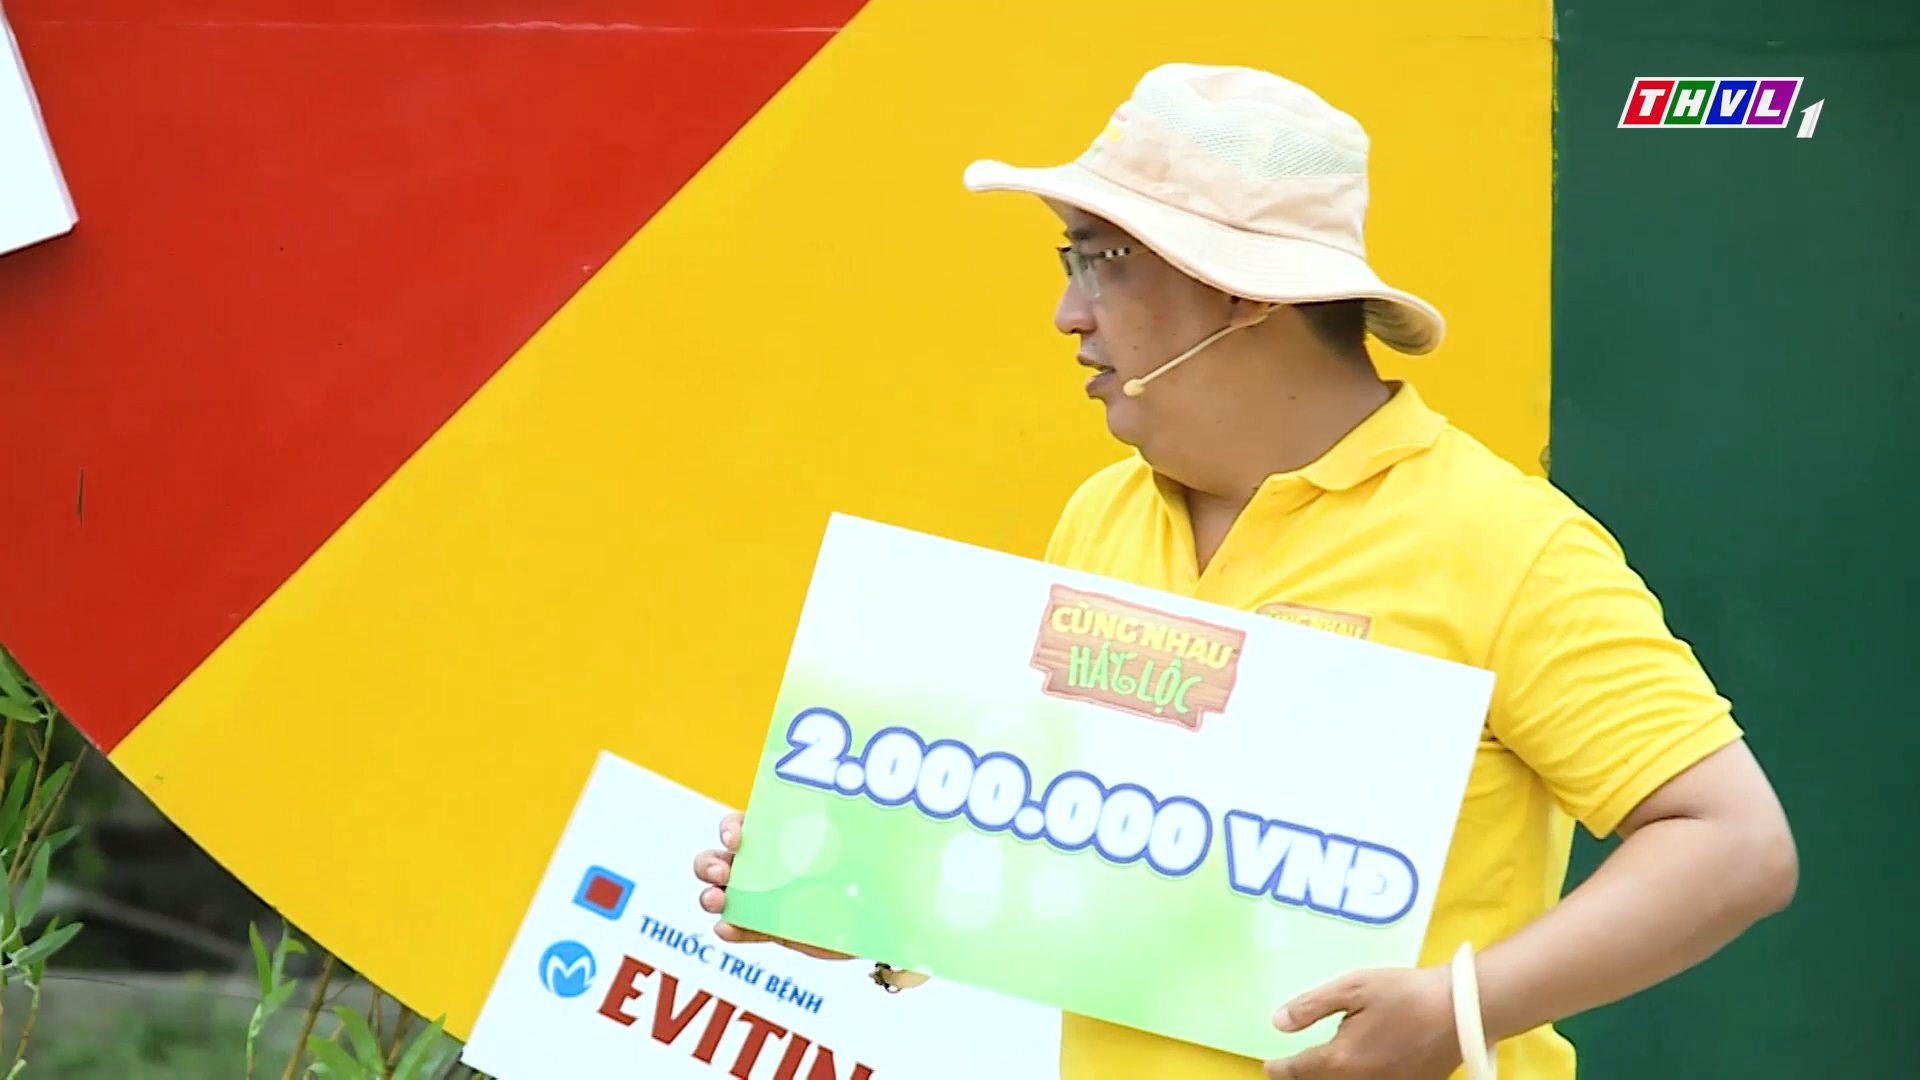 THVL1
CÙNG NHAU
HÁT LỘC
2.000.000 VNĐ
THUỐC TRỪ BỆNH
EVITIN